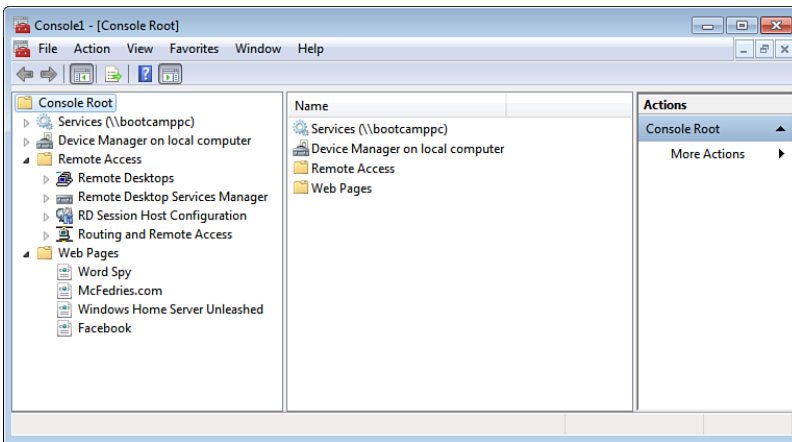 Console1 - [Console Root]
File Action View Favorites Window Help
Console Root
Services (\\bootcamppc)
Device Manager on local computer
Remote Access
Remote Desktops
Remote Desktop Services Manager
RD Session Host Configuration
Routing and Remote Access
Web Pages
Word Spy
McFedries.com
Windows Home Server Unleashed
Facebook
Name
Services (\\bootcamppc)
Device Manager on local computer
Remote Access
Web Pages
Actions
Console Root
More Actions